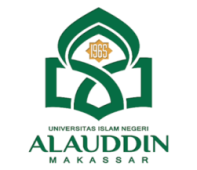 1965
UNIVERSITAS ISLAM NEGERI
ALAUDDIN
MAKASSAR